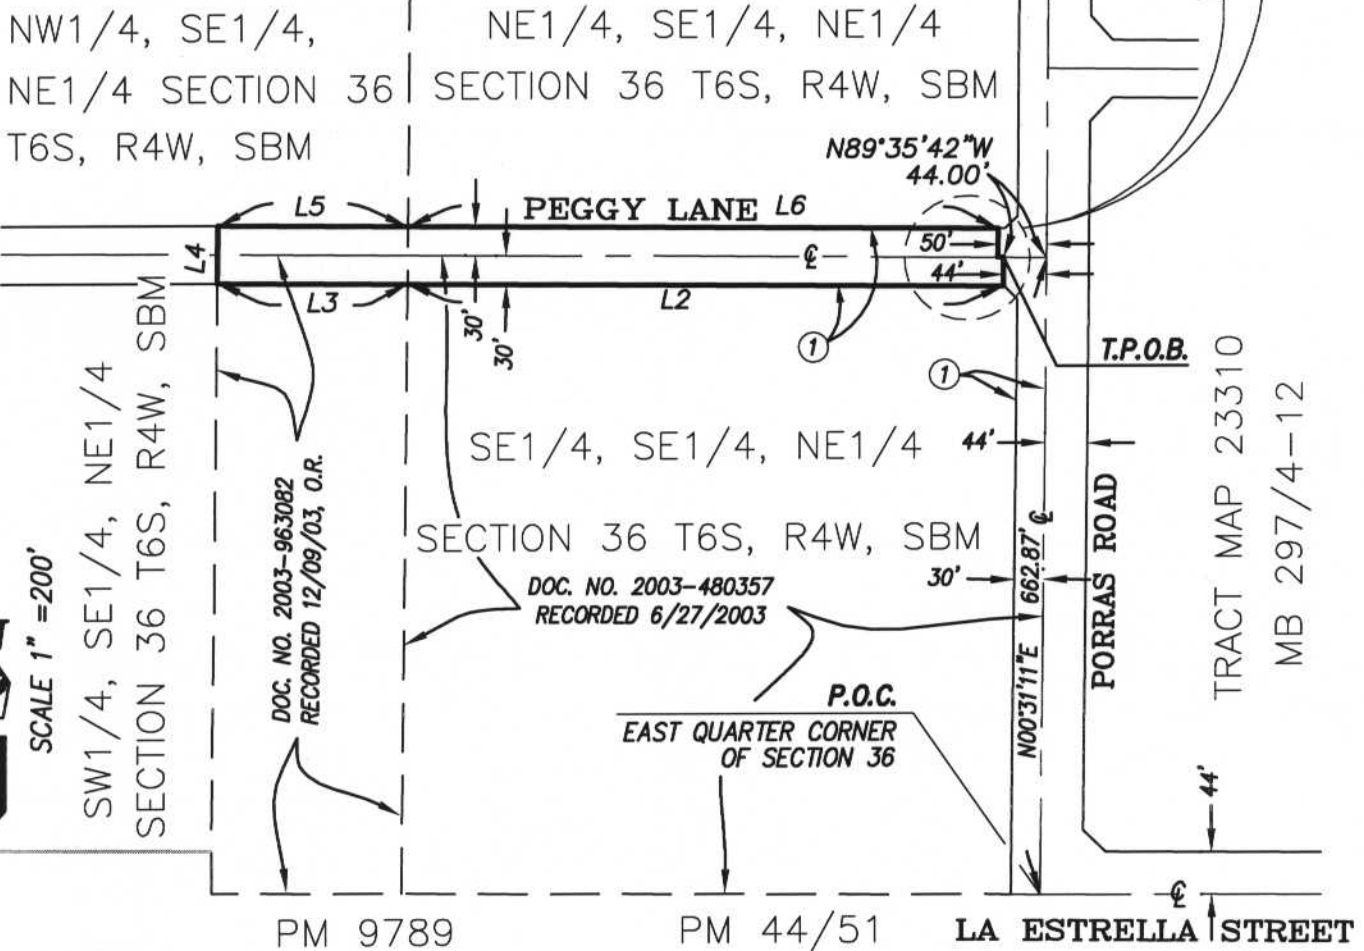 NW1/4, SE1/4,
NE1/4 SECTION 36
T6S, R4W, SBM
NE1/4, SE1/4, NE1/4
SECTION 36 T6S, R4W, SBM
N89°35'42"W
44.00'
L5
PEGGY LANE
L6
L4
50'
℄
44'
L3
L2
30'
30'
1
T.P.O.B.
1
SW1/4, SE1/4, NE1/4
SECTION 36 T6S, R4W, SBM
SCALE 1" =200'
DOC. NO. 2003-963082
RECORDED 12/09/03, O.R.
SE1/4, SE1/4, NE1/4
SECTION 36 T6S, R4W, SBM
44'
30'
DOC. NO. 2003-480357
RECORDED 6/27/2003
N00°31'11"E 662.87' ℄
PORRAS ROAD
TRACT MAP 23310
MB 297/4-12
P.O.C.
EAST QUARTER CORNER
OF SECTION 36
44'
℄
PM 9789
PM 44/51
LA ESTRELLA STREET